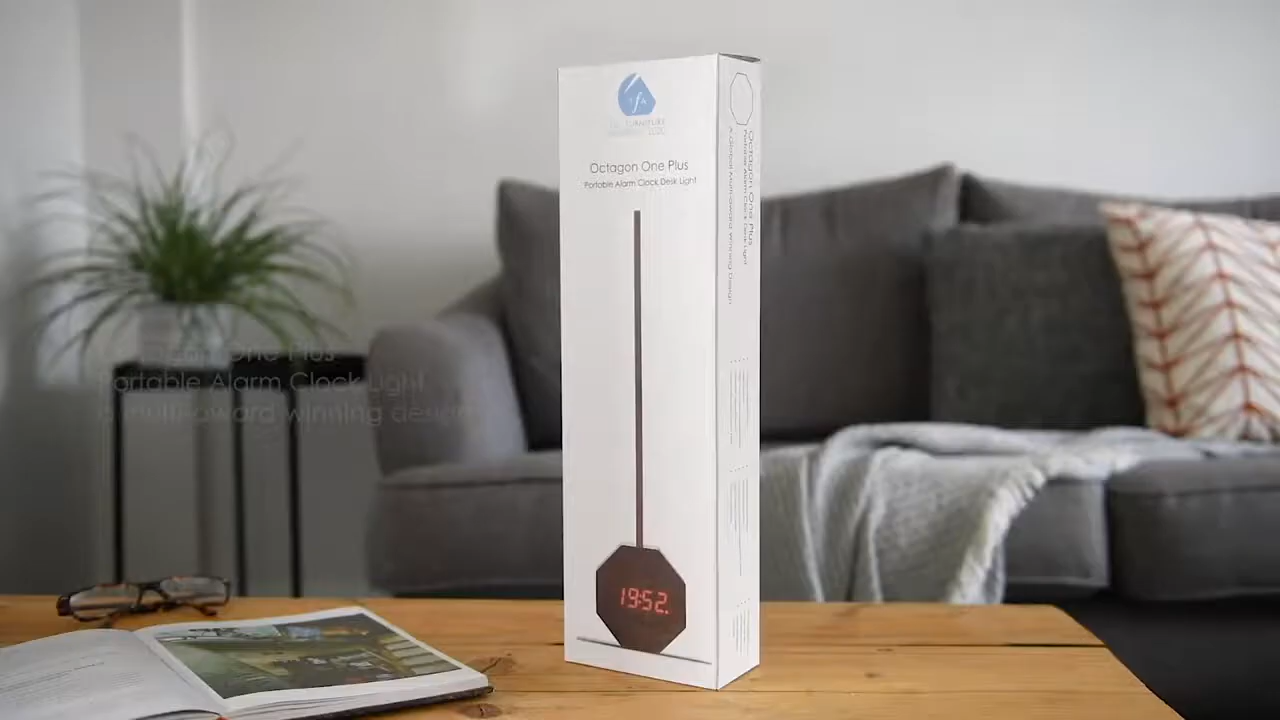 Octagon One Plus
Portable Alarm Clock Desk Light
19:52
Octagon One Plus
Portable Alarm Clock Desk Light
A Global Multi-award Winning Design
One Plus
Portable Alarm Clock Light
multi-award winning design